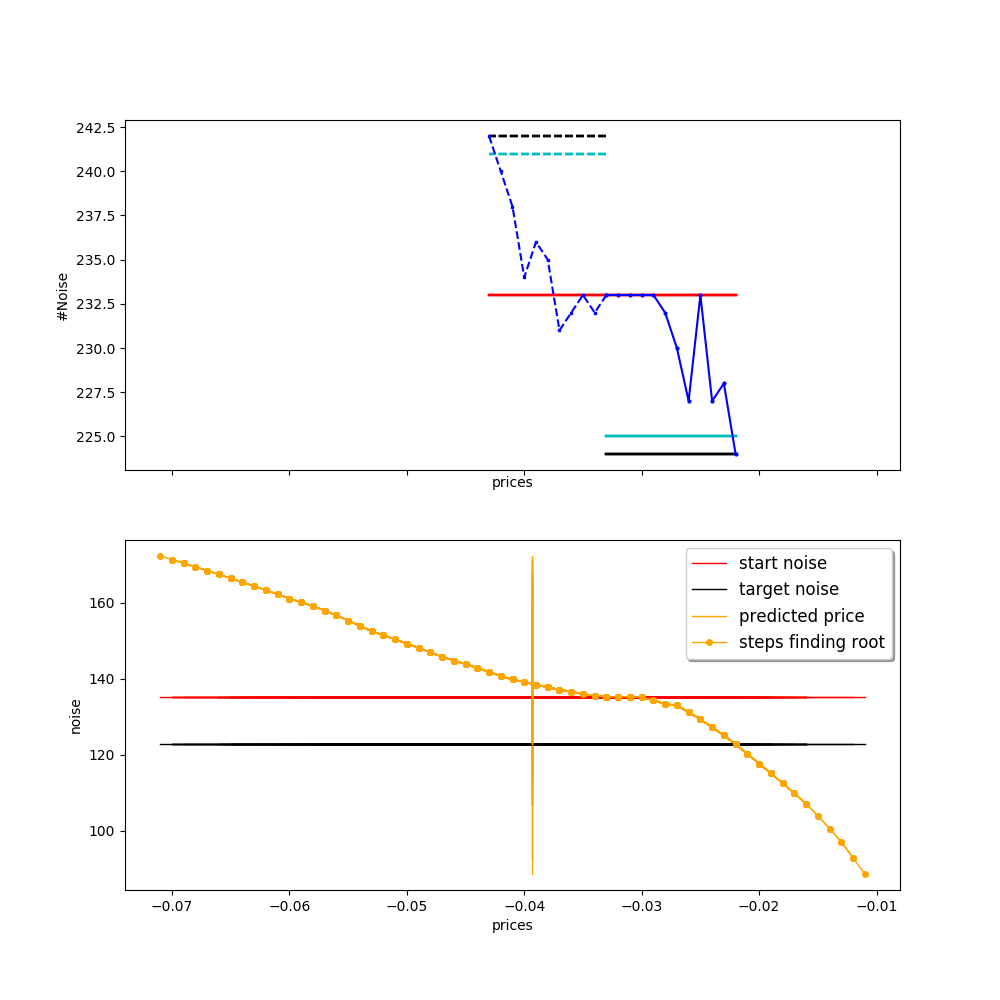 242.5
240.0
237.5
235.0
232.5
230.0
227.5
225.0
#Noise
prices
start noise
target noise
predicted price
steps finding root
160
140
120
100
noise
−0.07
−0.06
−0.05
−0.04
−0.03
−0.02
−0.01
prices